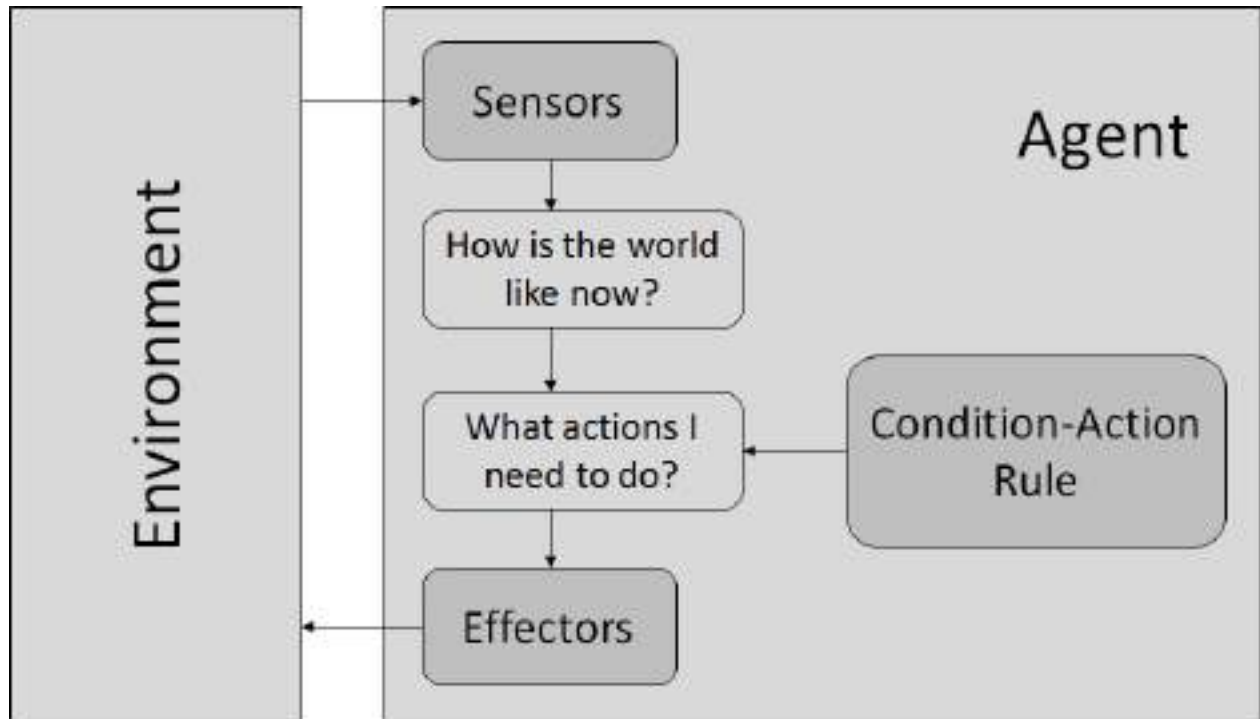 Environment
Agent
Sensors
How is the world
like now?
What actions I
need to do?
Condition-Action
Rule
Effectors